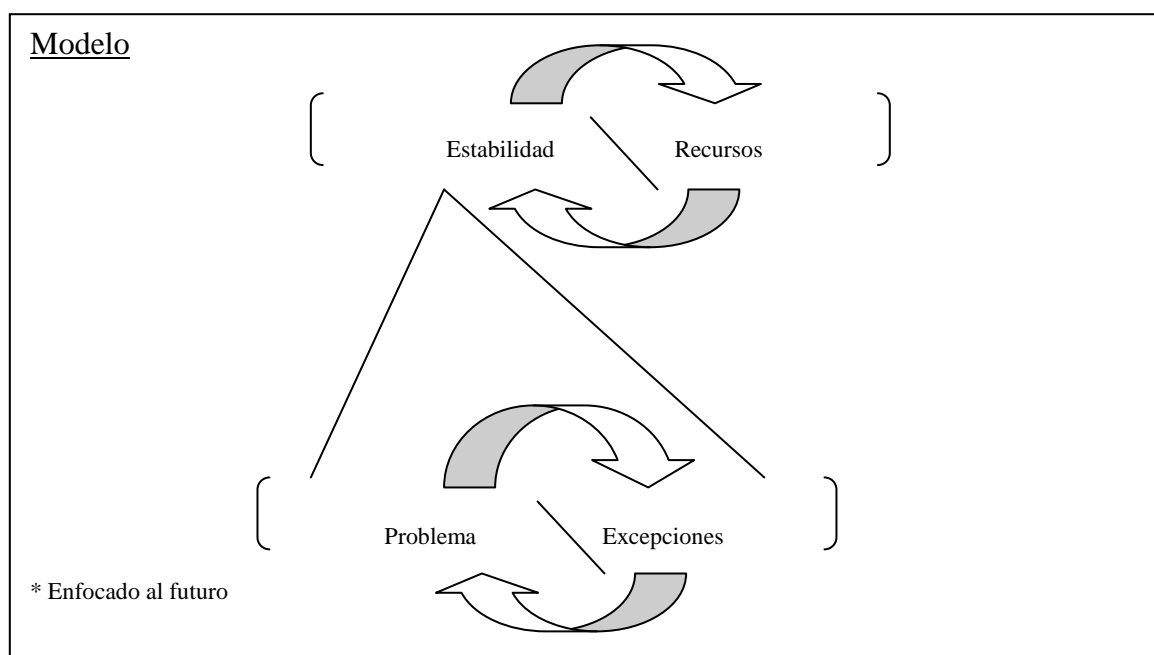 Modelo
Estabilidad Recursos
Problema Excepciones
* Enfocado al futuro